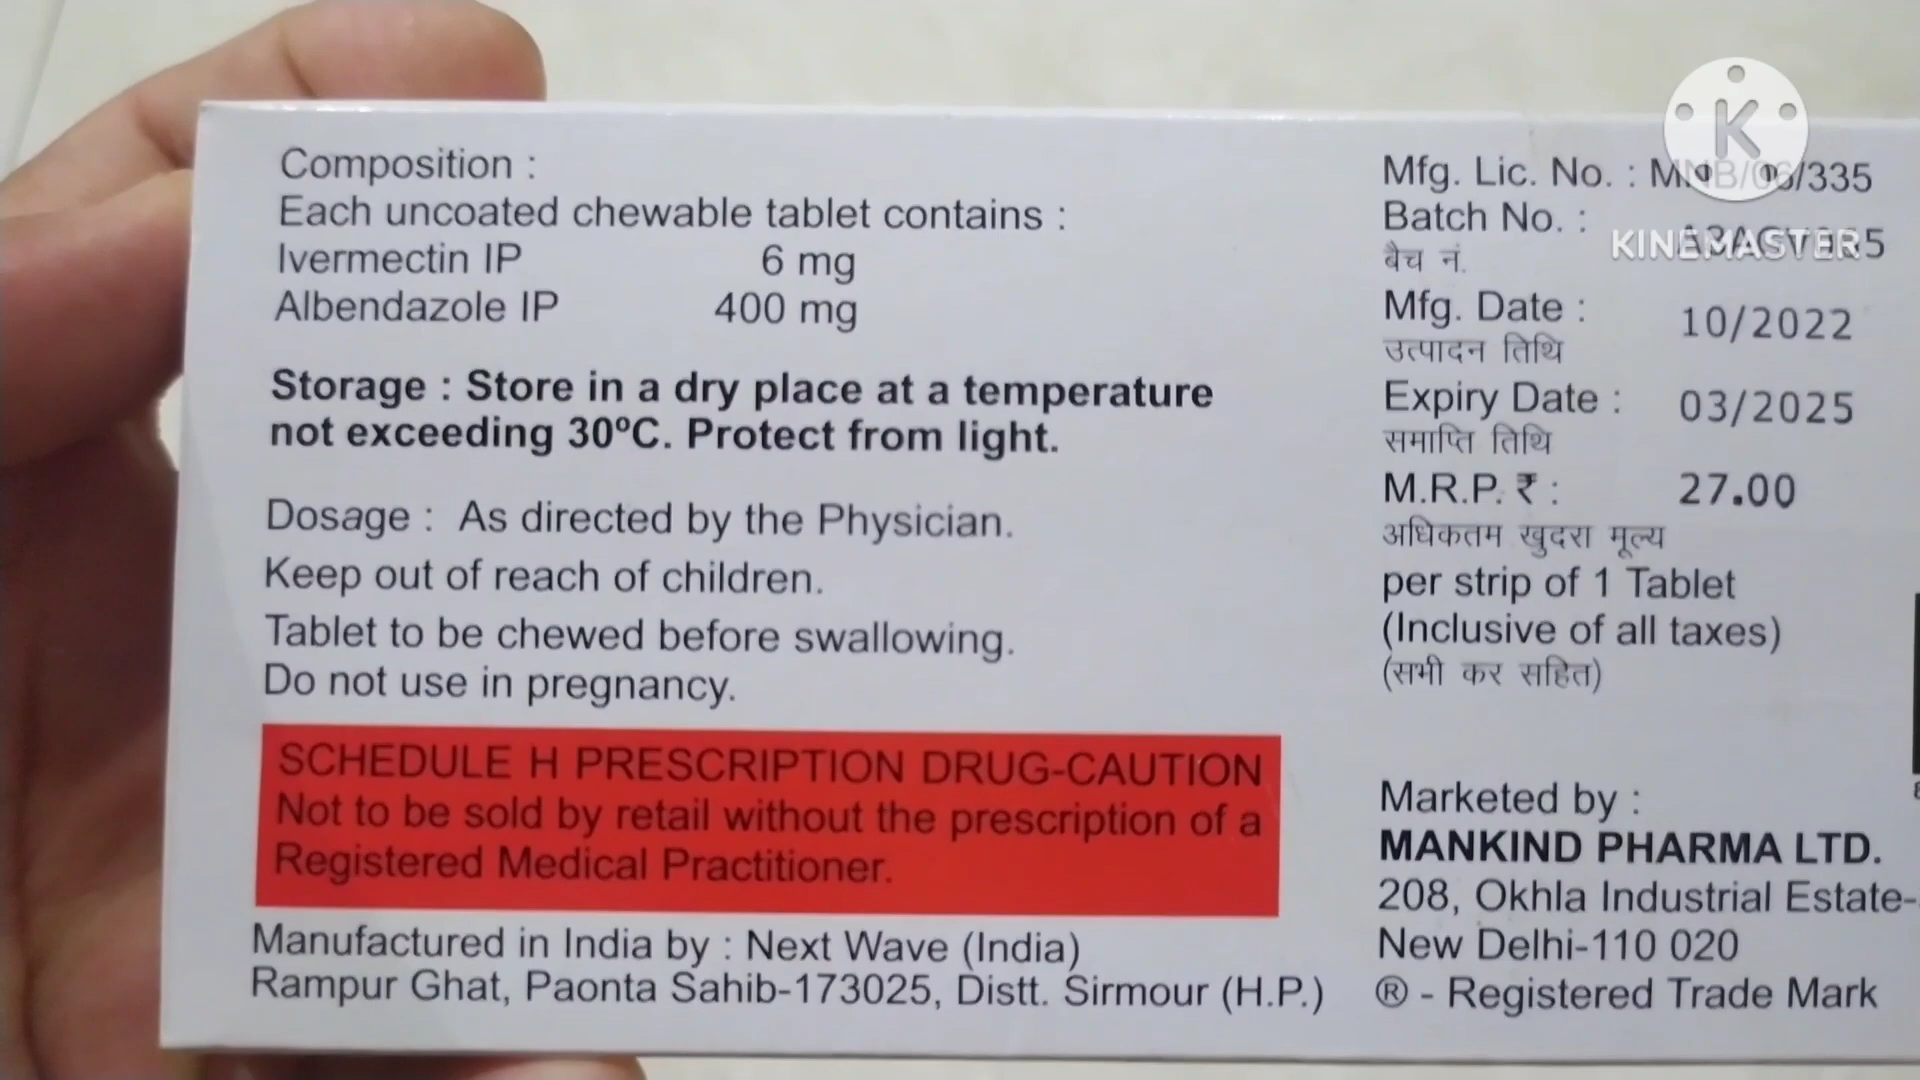 Composition :
Each uncoated chewable tablet contains :
Ivermectin IP 6 mg
Albendazole IP 400 mg
Storage : Store in a dry place at a temperature
not exceeding 30ºC. Protect from light.
Dosage : As directed by the Physician.
Keep out of reach of children.
Tablet to be chewed before swallowing.
Do not use in pregnancy.
SCHEDULE H PRESCRIPTION DRUG-CAUTION
Not to be sold by retail without the prescription of a
Registered Medical Practitioner.
Manufactured in India by : Next Wave (India)
Rampur Ghat, Paonta Sahib-173025, Distt. Sirmour (H.P.)
Mfg. Lic. No. : MNB/06/335
Batch No. :
बैच नं.
Mfg. Date : 10/2022
उत्पादन तिथि
Expiry Date : 03/2025
समाप्ति तिथि
M.R.P. ₹ : 27.00
अधिकतम खुदरा मूल्य
per strip of 1 Tablet
(Inclusive of all taxes)
(सभी कर सहित)
Marketed by :
MANKIND PHARMA LTD.
208, Okhla Industrial Estate-
New Delhi-110 020
® - Registered Trade Mark
K
KINEMASTER